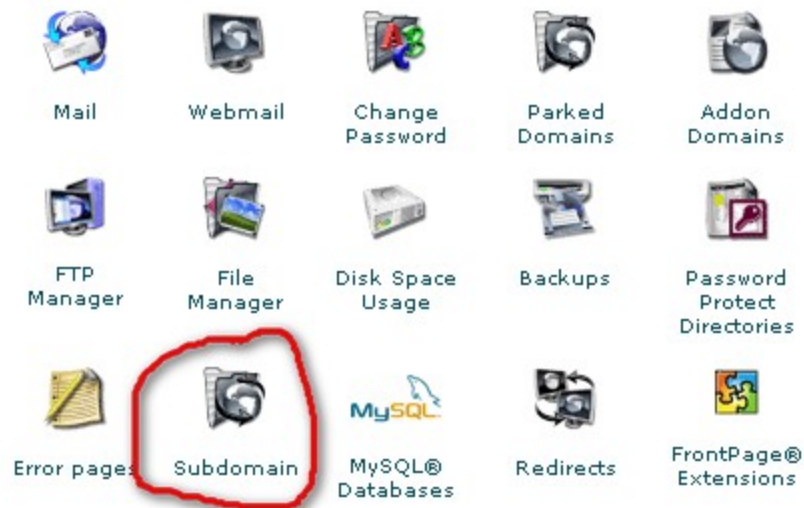 Mail
Webmail
Change
Password
Parked
Domains
Addon
Domains
FTP
Manager
File
Manager
Disk Space
Usage
Backups
Password
Protect
Directories
Error pages
Subdomain
MySQL
MySQL®
Databases
Redirects
FrontPage®
Extensions